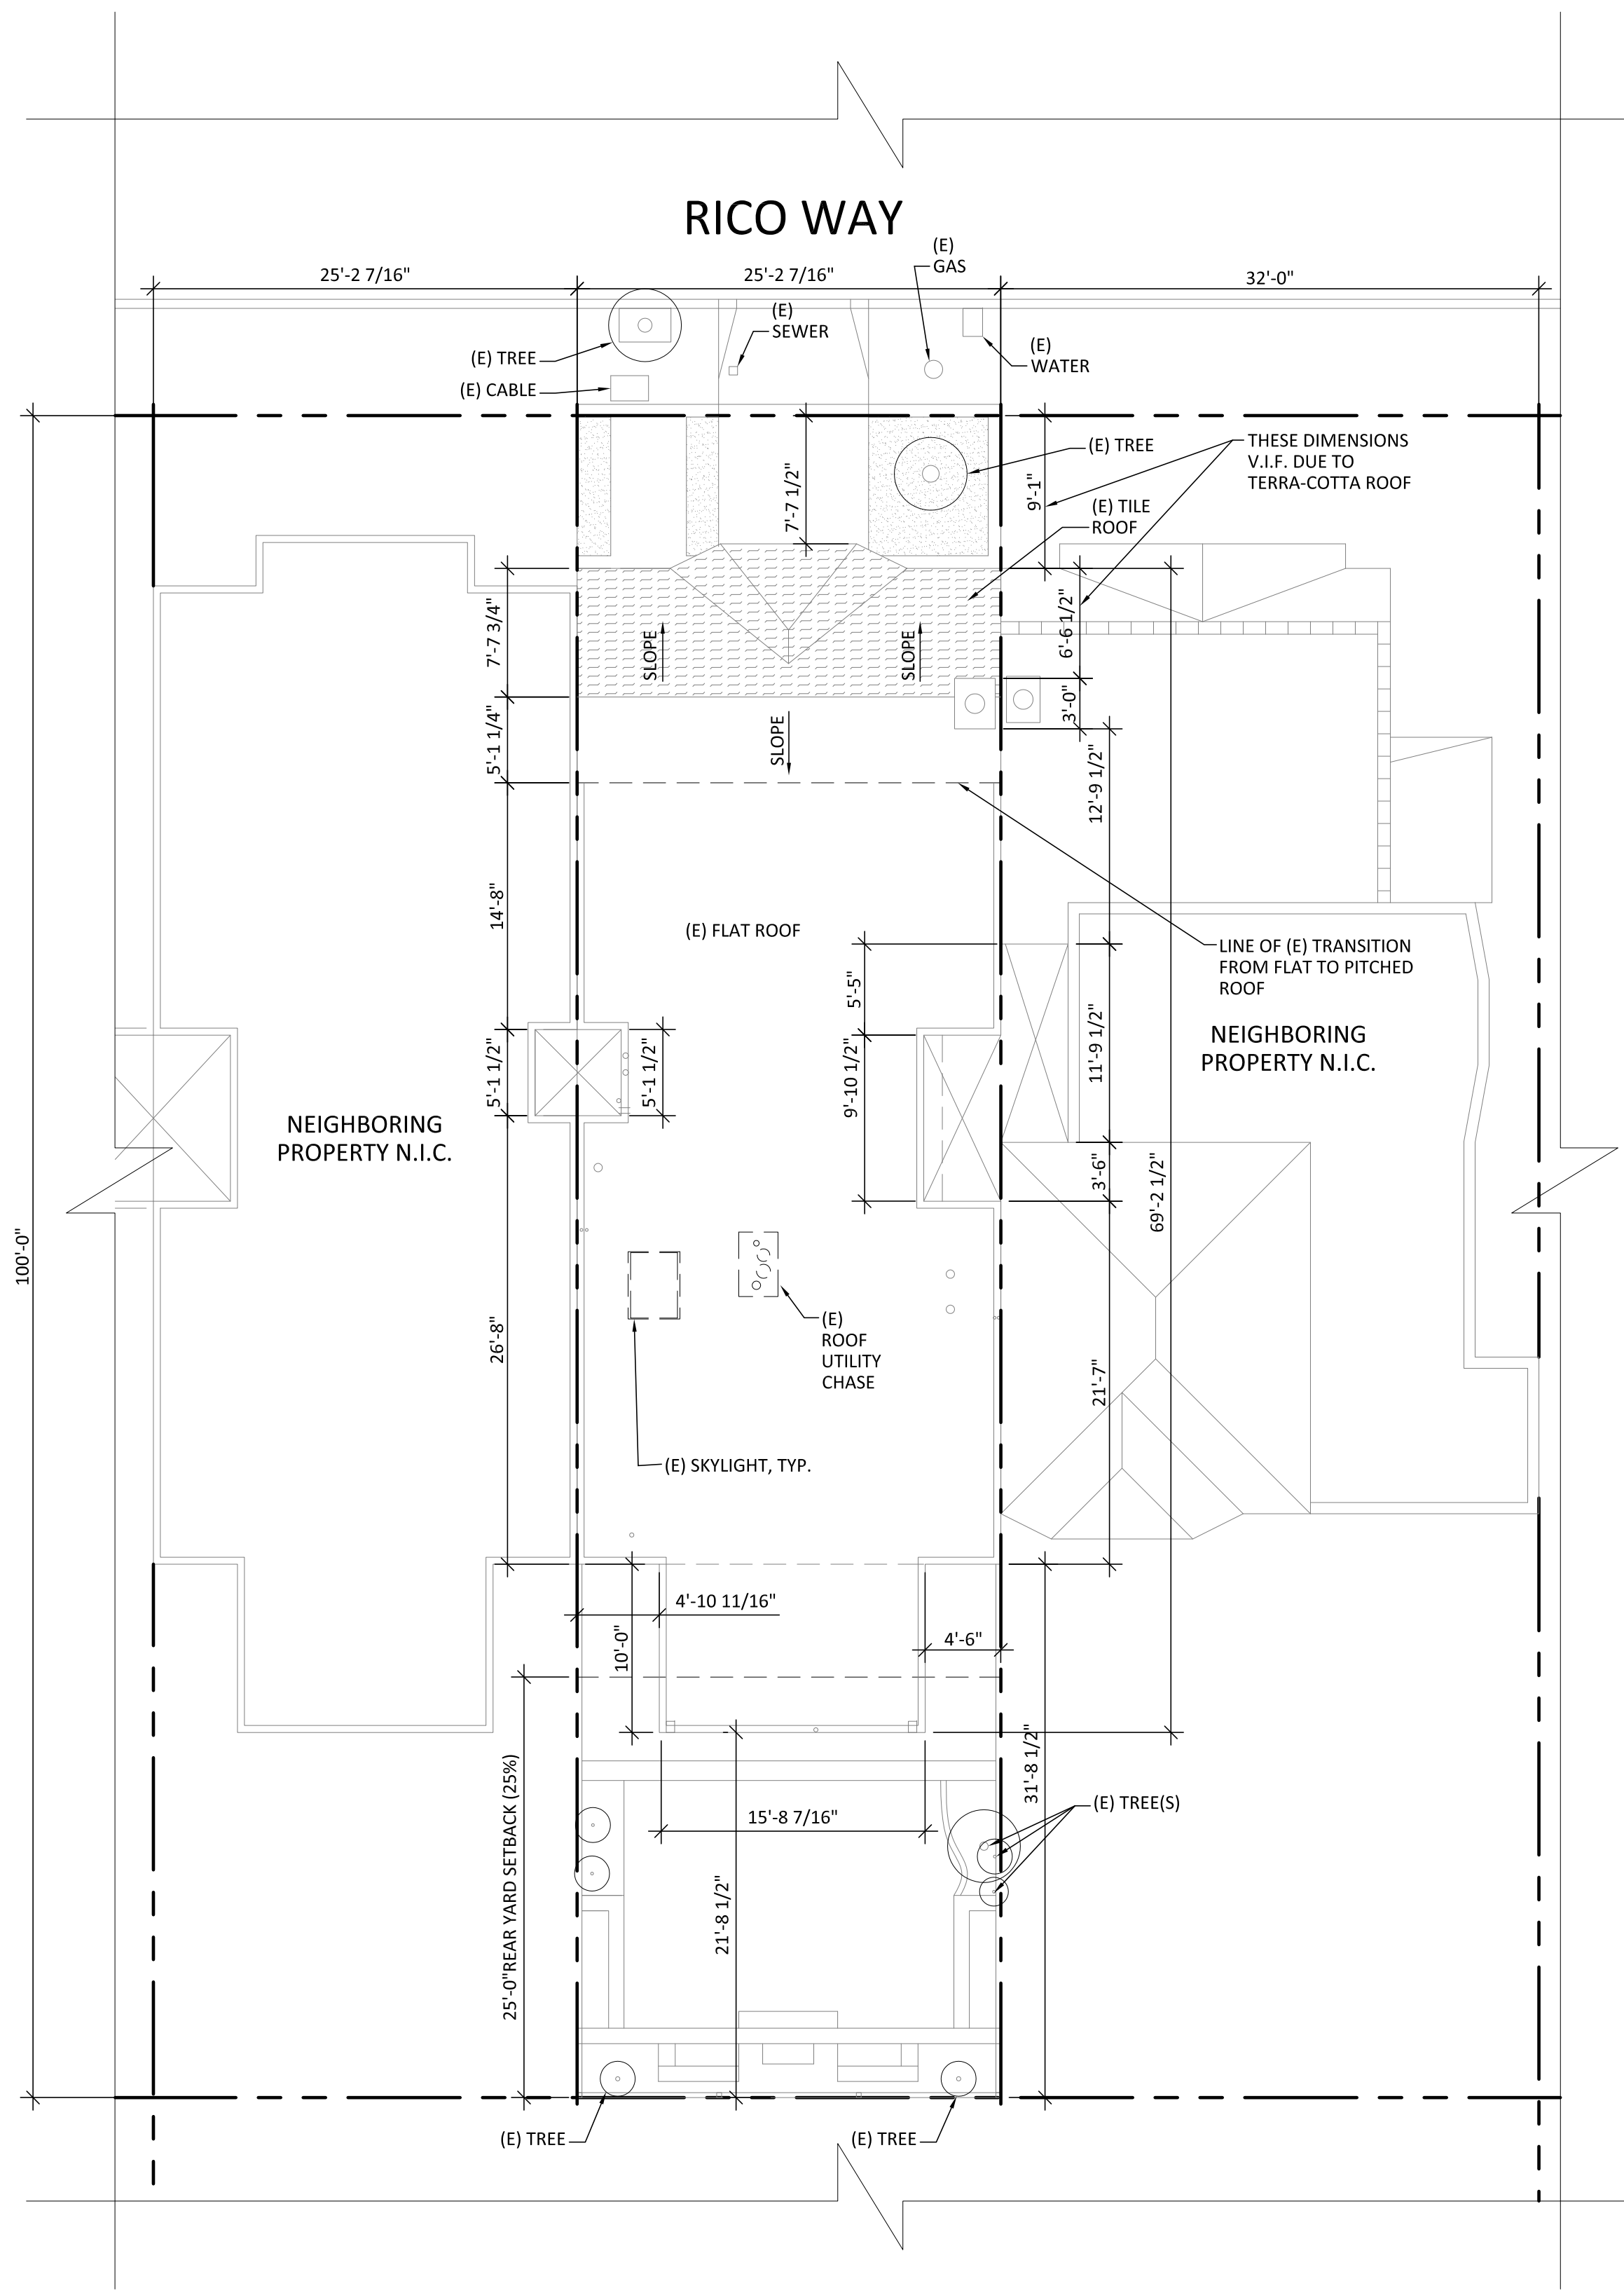 RICO WAY
25'-2 7/16"
25'-2 7/16"
32'-0"
(E)
GAS
(E)
SEWER
(E)
WATER
(E) TREE
(E) CABLE
7'-7 1/2"
9'-1"
(E) TREE
THESE DIMENSIONS
V.I.F. DUE TO
TERRA-COTTA ROOF
(E) TILE
ROOF
7'-7 3/4"
SLOPE
SLOPE
6'-6 1/2"
3'-0"
5'-1 1/4"
SLOPE
12'-9 1/2"
14'-8"
(E) FLAT ROOF
5'-5"
LINE OF (E) TRANSITION
FROM FLAT TO PITCHED
ROOF
NEIGHBORING
PROPERTY N.I.C.
5'-1 1/2"
5'-1 1/2"
9'-10 1/2"
11'-9 1/2"
NEIGHBORING
PROPERTY N.I.C.
3'-6"
69'-2 1/2"
100'-0"
26'-8"
(E)
ROOF
UTILITY
CHASE
21'-7"
(E) SKYLIGHT, TYP.
4'-10 11/16"
10'-0"
4'-6"
25'-0"REAR YARD SETBACK (25%)
31'-8 1/2"
15'-8 7/16"
(E) TREE(S)
21'-8 1/2"
(E) TREE
(E) TREE